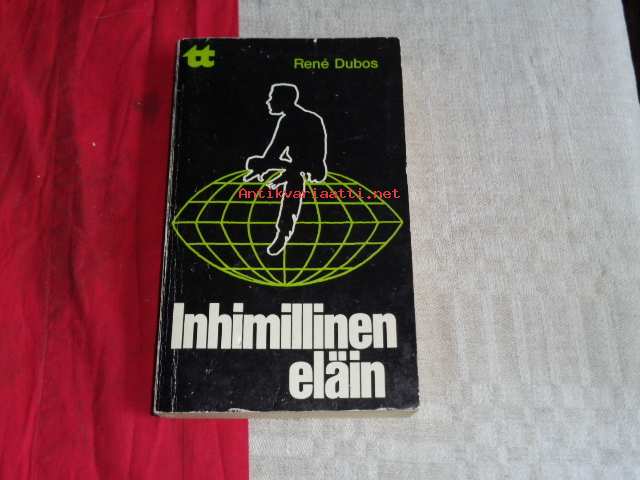 tt
René Dubos
Antikvariaatti.net
Inhimillinen
eläin